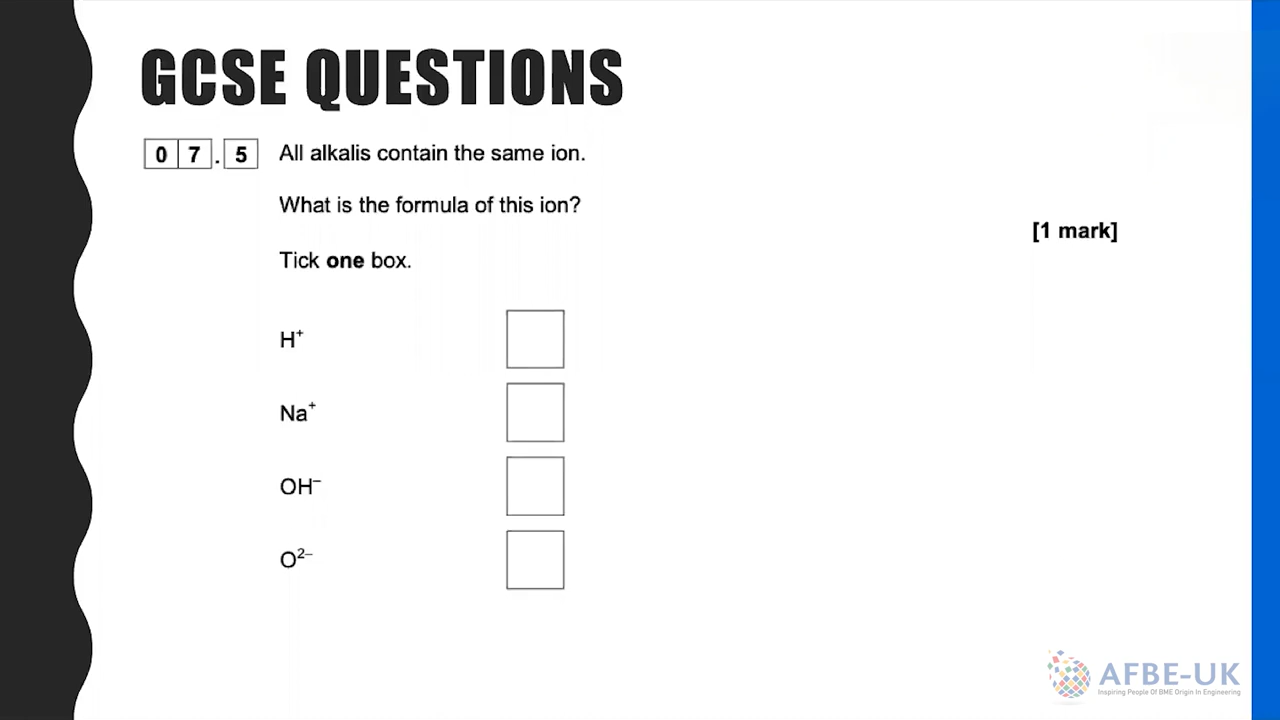 GCSE QUESTIONS
0 7 . 5 All alkalis contain the same ion.
What is the formula of this ion?
[1 mark]
Tick one box.
H⁺
Na⁺
OH⁻
O²⁻
AFBE-UK
Inspiring People Of BME Origin In Engineering